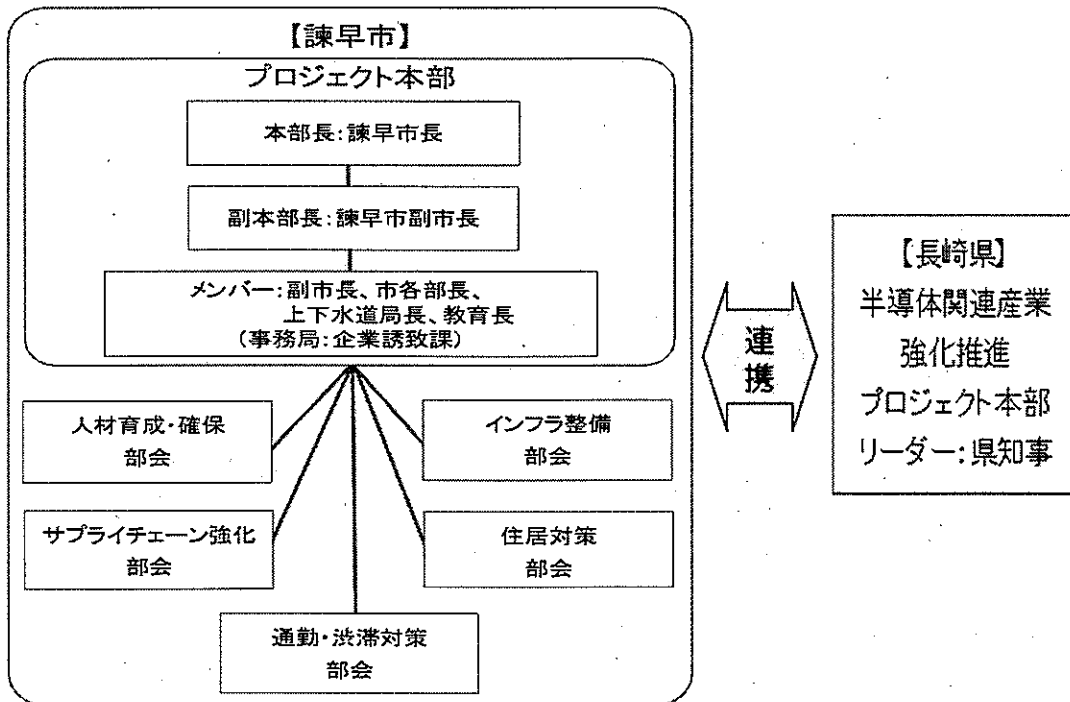 【諫早市】
プロジェクト本部
本部長:諫早市長
副本部長:諫早市副市長
メンバー:副市長、市各部長、
上下水道局長、教育長
(事務局:企業誘致課)
人材育成・確保
部会
インフラ整備
部会
サプライチェーン強化
部会
住居対策
部会
通勤・渋滞対策
部会
連
携
【長崎県】
半導体関連産業
強化推進
プロジェクト本部
リーダー:県知事